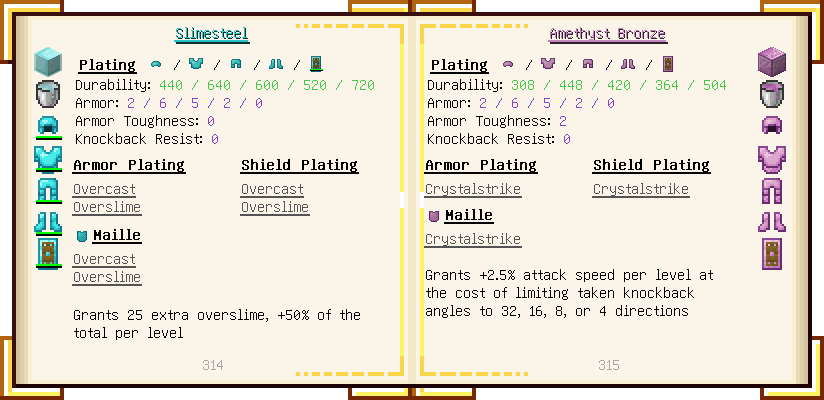 Slimesteel
Plating / / / /
Durability: 440 / 640 / 600 / 520 / 720
Armor: 2 / 6 / 5 / 2 / 0
Armor Toughness: 0
Knockback Resist: 0
Armor Plating Shield Plating
Overcast Overcast
Overslime Overslime
Maille
Overcast
Overslime
Grants 25 extra overslime, +50% of the
total per level
314
Amethyst Bronze
Plating / / / /
Durability: 308 / 448 / 420 / 364 / 504
Armor: 2 / 6 / 5 / 2 / 0
Armor Toughness: 2
Knockback Resist: 0
Armor Plating Shield Plating
Crystalstrike Crystalstrike
Maille
Crystalstrike
Grants +2.5% attack speed per level at
the cost of limiting taken knockback
angles to 32, 16, 8, or 4 directions
315